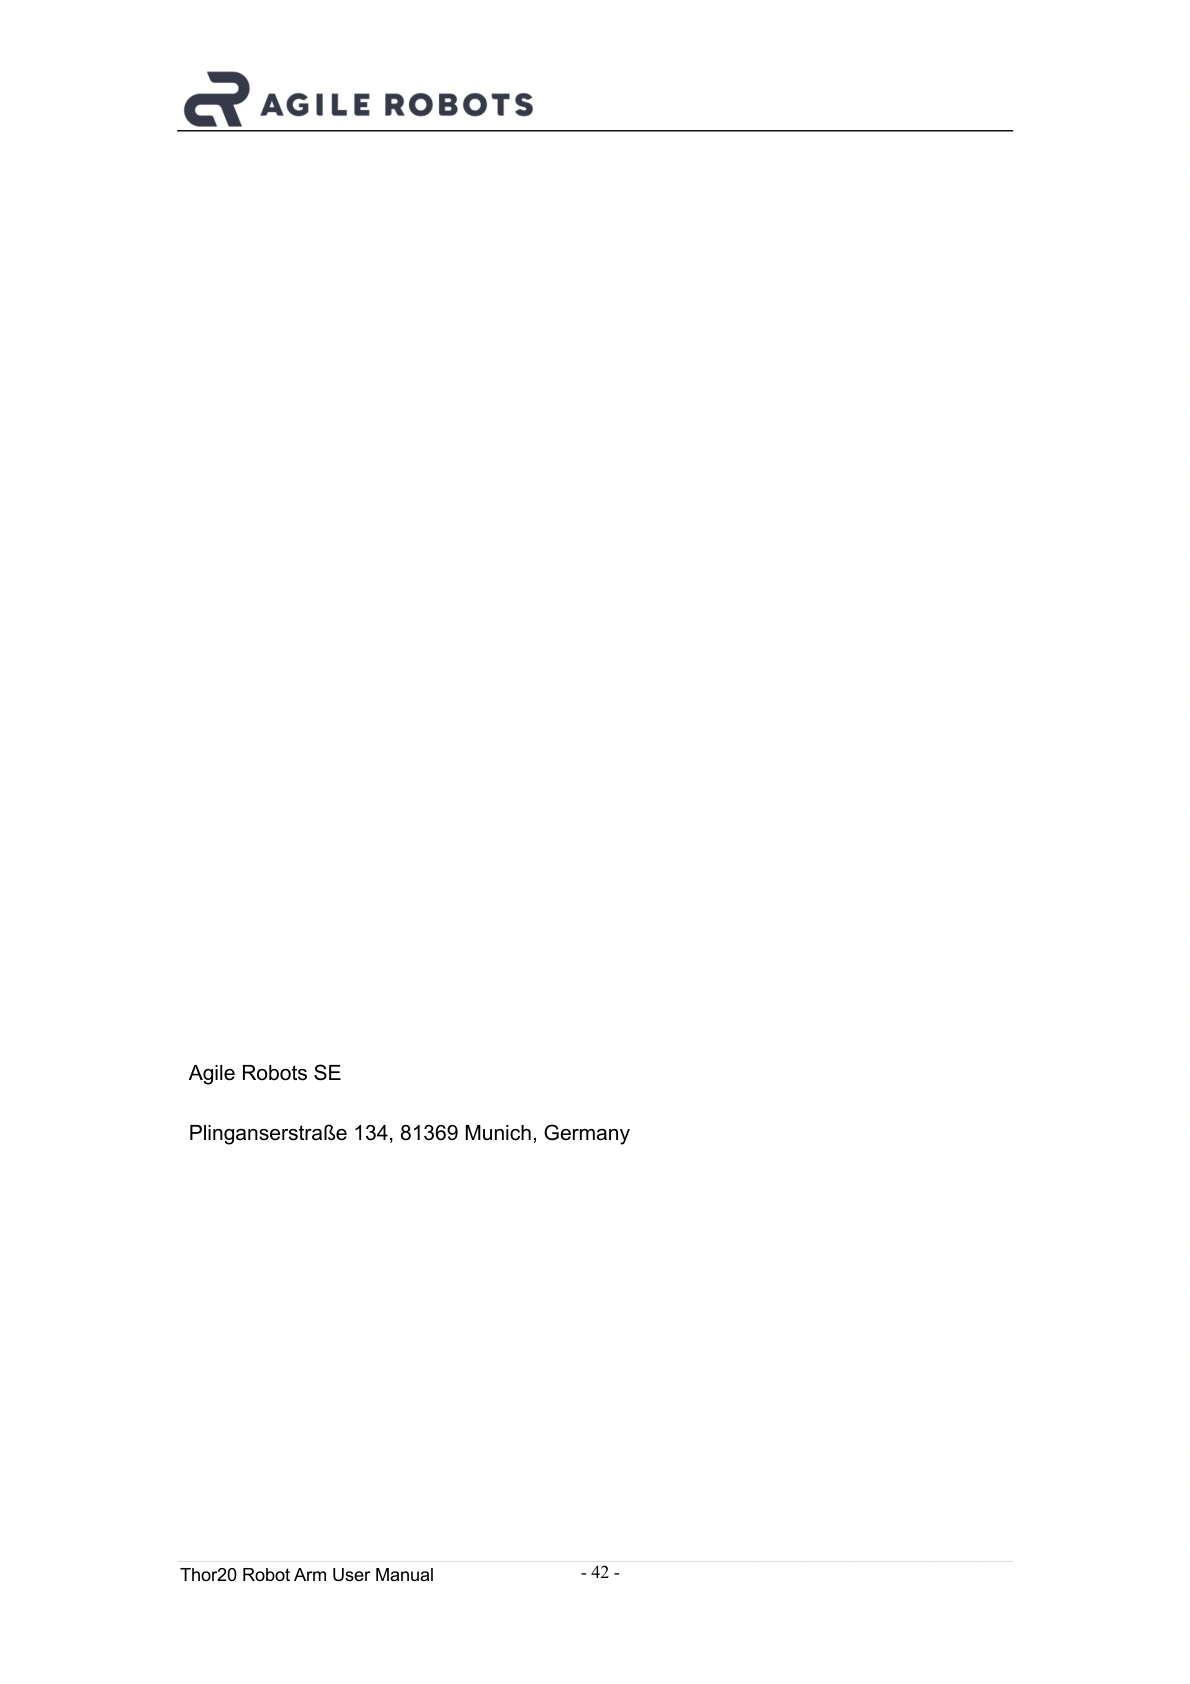 AGILE ROBOTS
Agile Robots SE
Plinganserstraße 134, 81369 Munich, Germany
Thor20 Robot Arm User Manual - 42 -